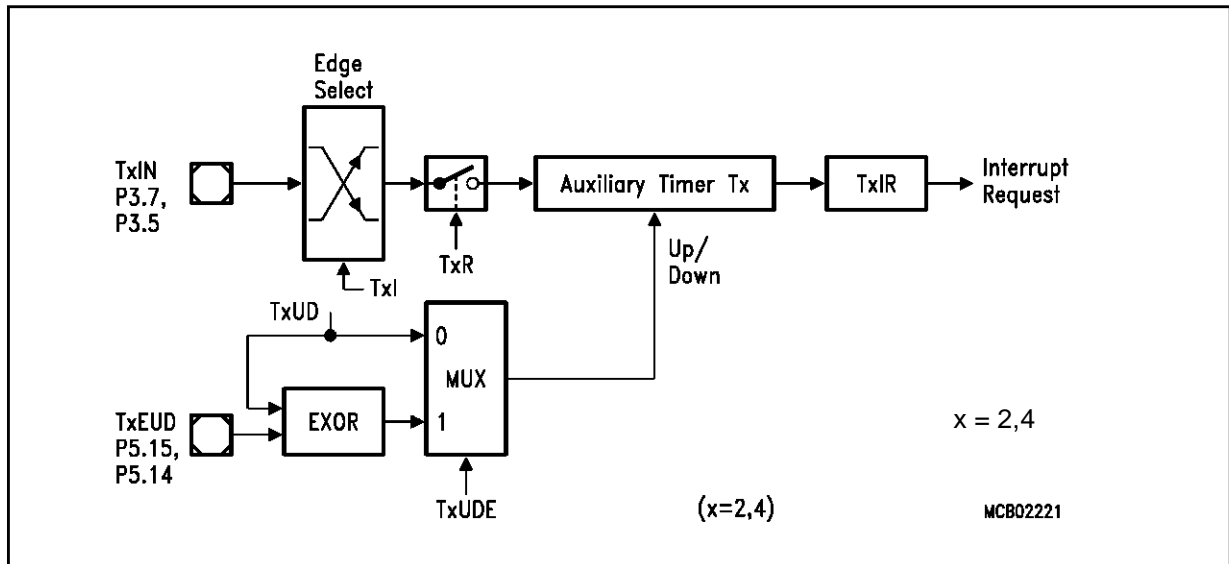 Edge
Select
TxIN
P3.7,
P3.5
Auxiliary Timer Tx
TxIR
Interrupt
Request
TxR
TxI
Up/
Down
TxUD
0
MUX
1
EXOR
TxEUD
P5.15,
P5.14
TxUDE
x = 2,4
(x=2,4)
MCB02221